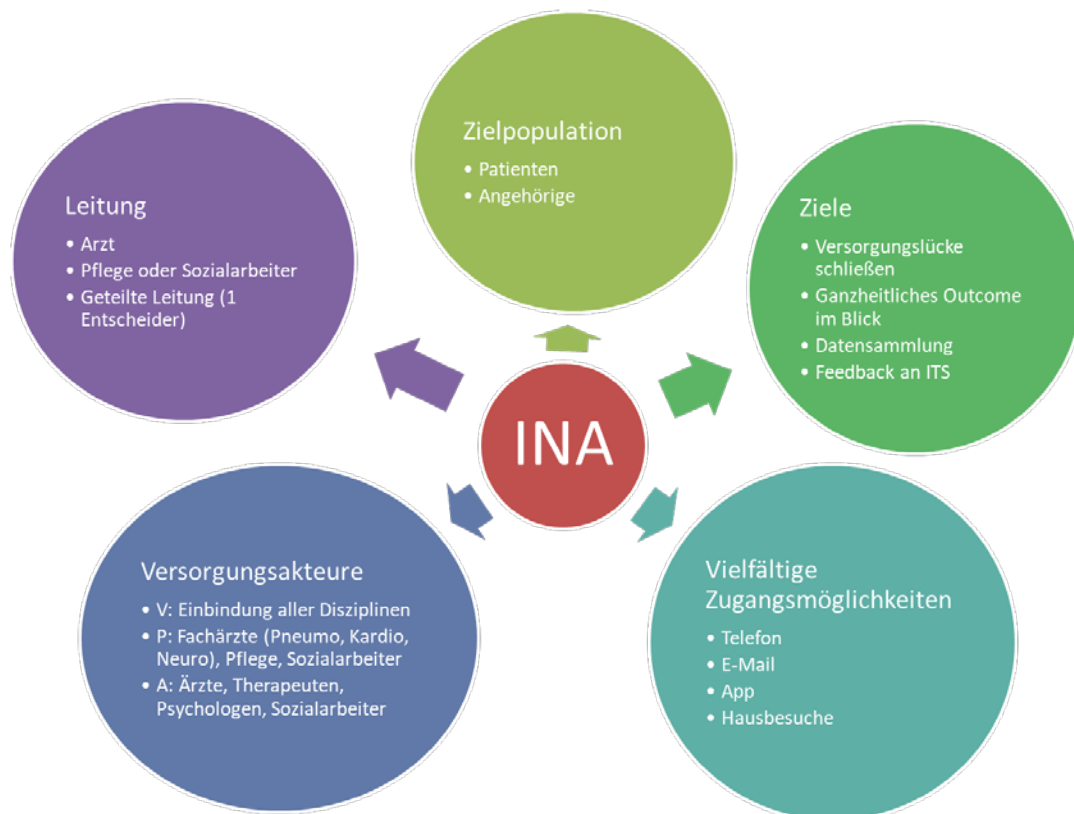 Zielpopulation
• Patienten
• Angehörige
Leitung
• Arzt
• Pflege oder Sozialarbeiter
• Geteilte Leitung (1
Entscheider)
Ziele
• Versorgungslücke
schließen
• Ganzheitliches Outcome
im Blick
• Datensammlung
• Feedback an ITS
INA
Versorgungsakteure
• V: Einbindung aller Disziplinen
• P: Fachärzte (Pneumo, Kardio,
Neuro), Pflege, Sozialarbeiter
• A: Ärzte, Therapeuten,
Psychologen, Sozialarbeiter
Vielfältige
Zugangsmöglichkeiten
• Telefon
• E-Mail
• App
• Hausbesuche